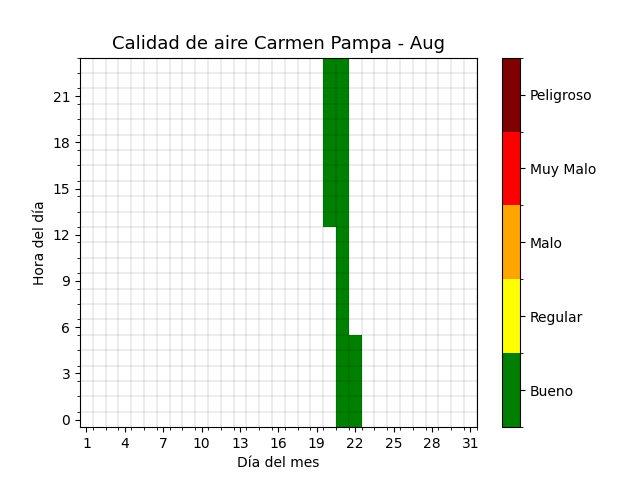 Calidad de aire Carmen Pampa - Aug
Hora del día
21
18
15
12
9
6
3
0
1 4 7 10 13 16 19 22 25 28 31
Día del mes
Peligroso
Muy Malo
Malo
Regular
Bueno